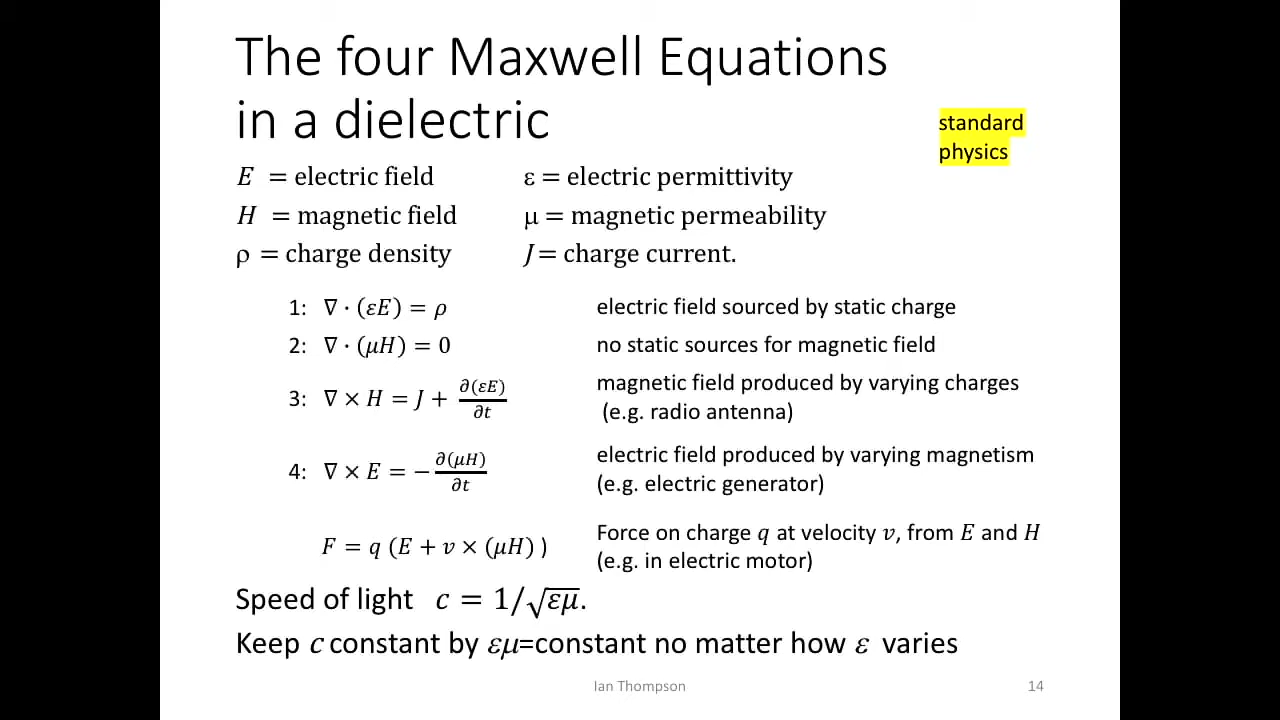 The four Maxwell Equations
in a dielectric
standard
physics
E = electric field ε = electric permittivity
H = magnetic field μ = magnetic permeability
ρ = charge density J = charge current.
1: ∇ · (εE) = ρ electric field sourced by static charge
2: ∇ · (μH) = 0 no static sources for magnetic field
3: ∇ × H = J + ∂(εE)/∂t magnetic field produced by varying charges
(e.g. radio antenna)
4: ∇ × E = − ∂(μH)/∂t electric field produced by varying magnetism
(e.g. electric generator)
F = q (E + v × (μH) ) Force on charge q at velocity v, from E and H
(e.g. in electric motor)
Speed of light c = 1/√εμ.
Keep c constant by εμ=constant no matter how ε varies
Ian Thompson 14